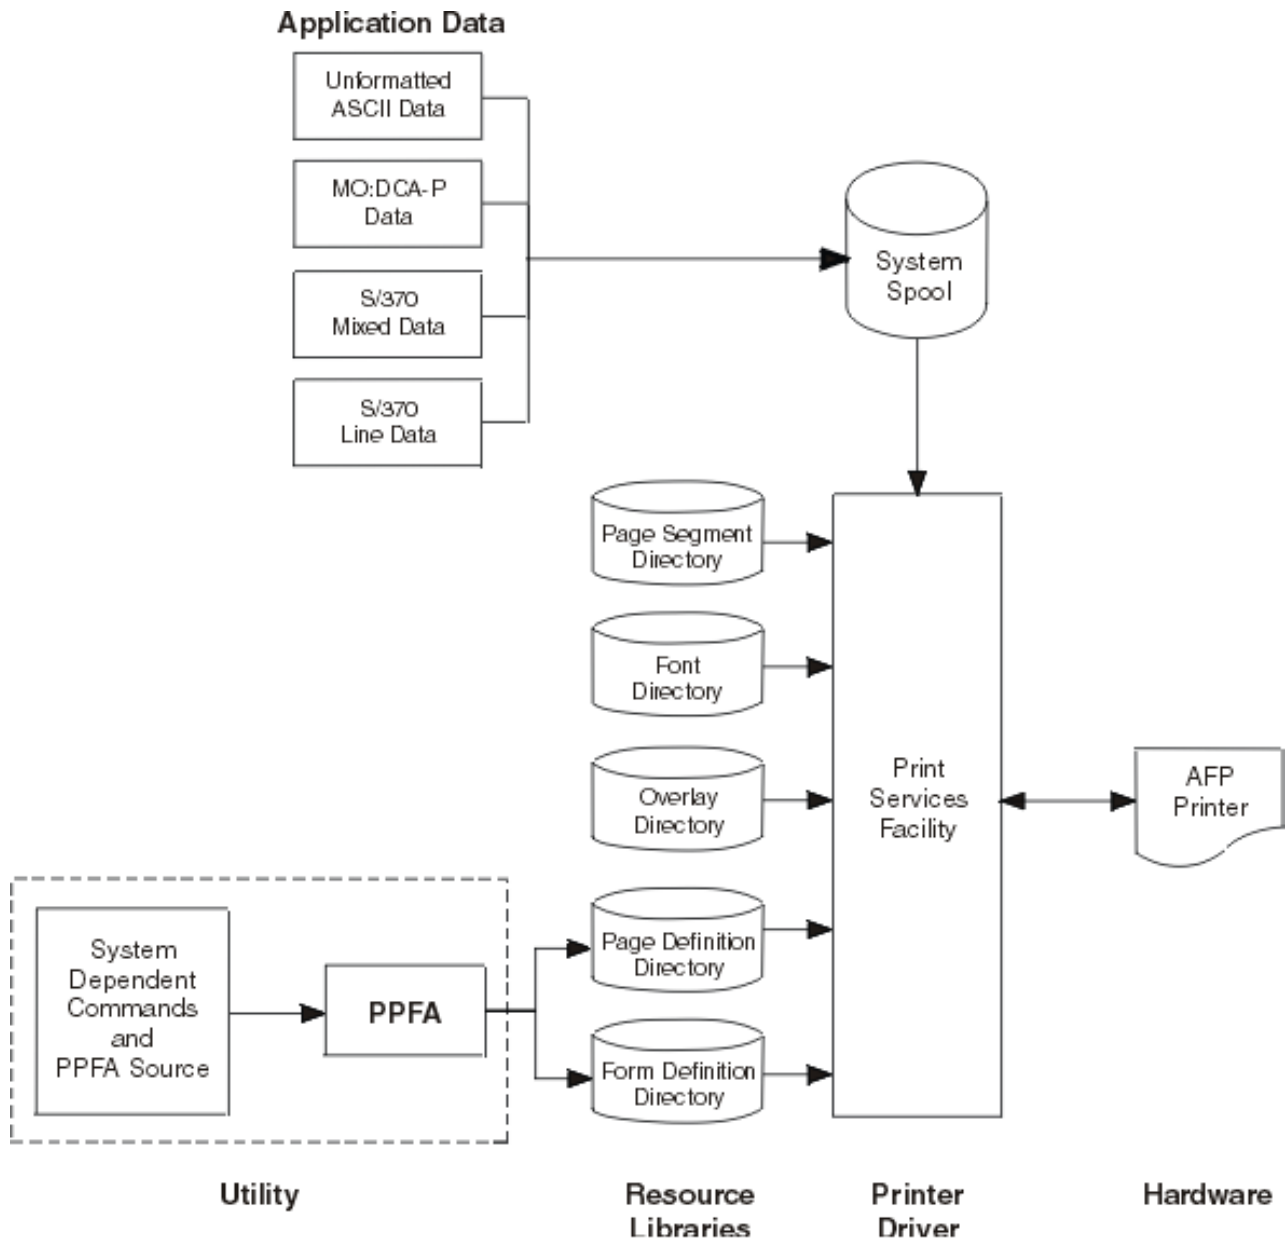 Application Data
Unformatted
ASCII Data
MO:DCA-P
Data
S/370
Mixed Data
S/370
Line Data
System
Spool
Page Segment
Directory
Font
Directory
Overlay
Directory
Page Definition
Directory
Form Definition
Directory
Print
Services
Facility
AFP
Printer
System
Dependent
Commands
and
PPFA Source
PPFA
Utility
Resource
Libraries
Printer
Driver
Hardware